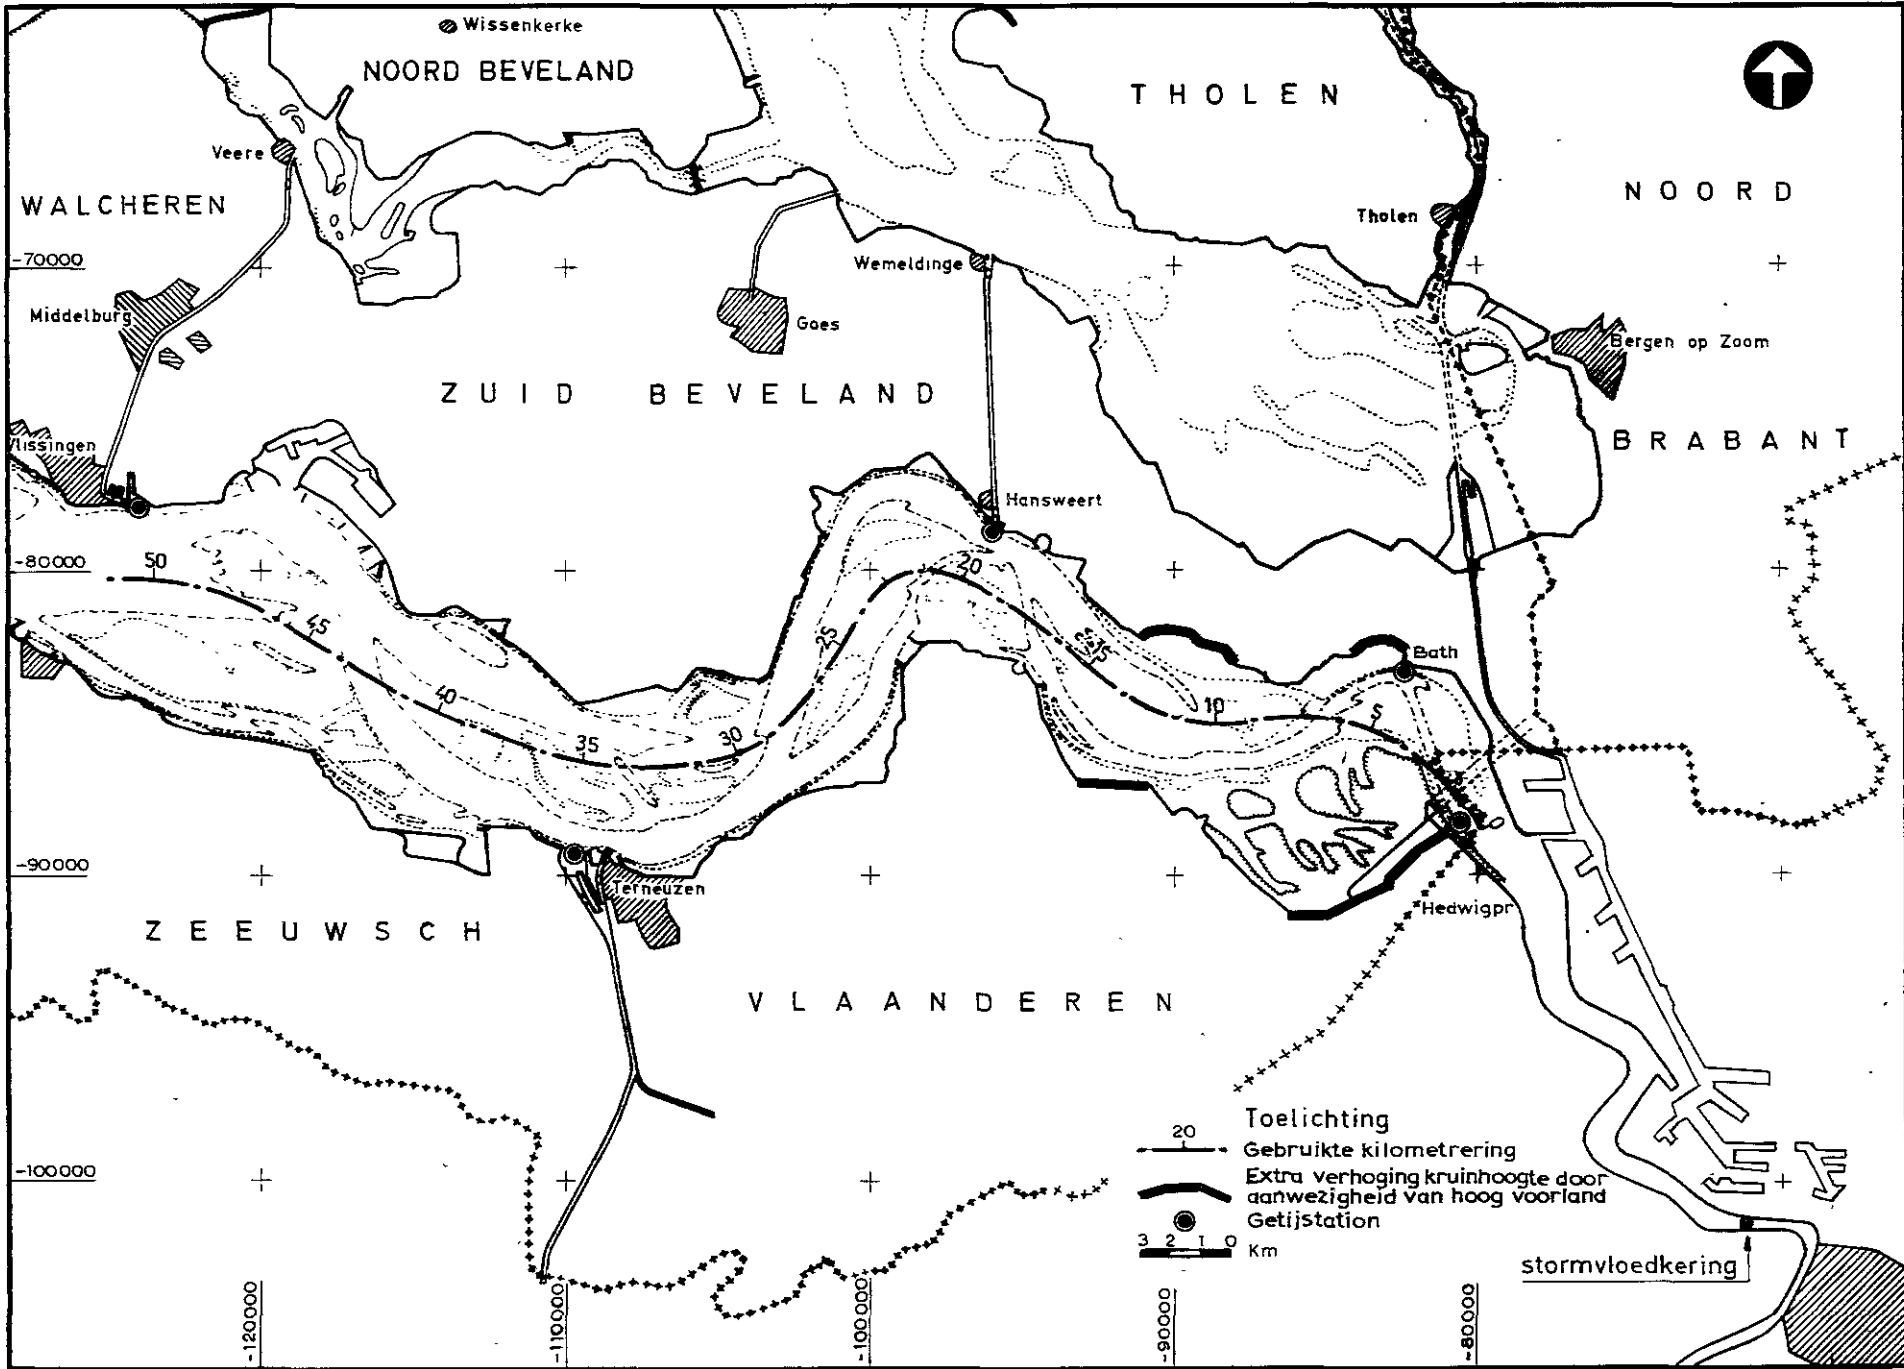 Wissenkerke
NOORD BEVELAND
THOLEN
Veere
WALCHEREN
NOORD
Tholen
-70000
Wemeldinge
Middelburg
Goes
Bergen op Zoom
ZUID BEVELAND
BRABANT
Vlissingen
Hansweert
-80000
50
20
45
25
15
Bath
40
10
5
35
30
-90000
Terneuzen
Hedwigpr
ZEEUWSCH
VLAANDEREN
Toelichting
20
Gebruikte kilometrering
-100000
Extra verhoging kruinhoogte door
aanwezigheid van hoog voorland
Getijstation
3 2 1 0 Km
stormvloedkering
-120000
-110000
-100000
-90000
-80000